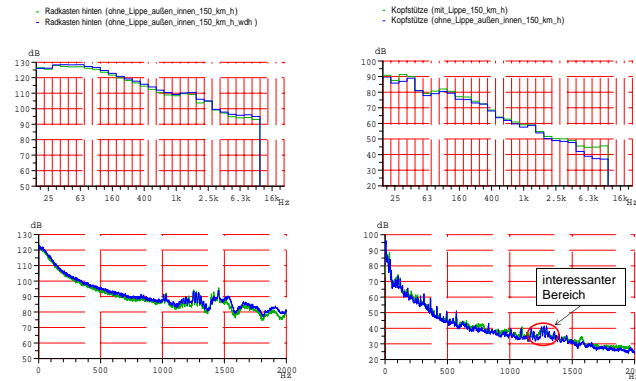 - Radkasten hinten (ohne_Lippe_außen_innen_150_km_h)
- Radkasten hinten (ohne_Lippe_außen_innen_150_km_h_wdh )
dB
130
120
110
100
90
80
70
60
50
25 63 160 400 1k 2.5k 6.3k 16k Hz
- Kopfstütze (mit_Lippe_150_km_h)
- Kopfstütze (ohne_Lippe_außen_innen_150_km_h)
dB
100
90
80
70
60
50
40
30
20
25 63 160 400 1k 2.5k 6.3k 16k Hz
dB
130
120
110
100
90
80
70
60
50
0 500 1000 1500 2000
Hz
dB
100
90
80
70
60
50
40
30
20
0 500 1000 1500 2000
Hz
interessanter
Bereich